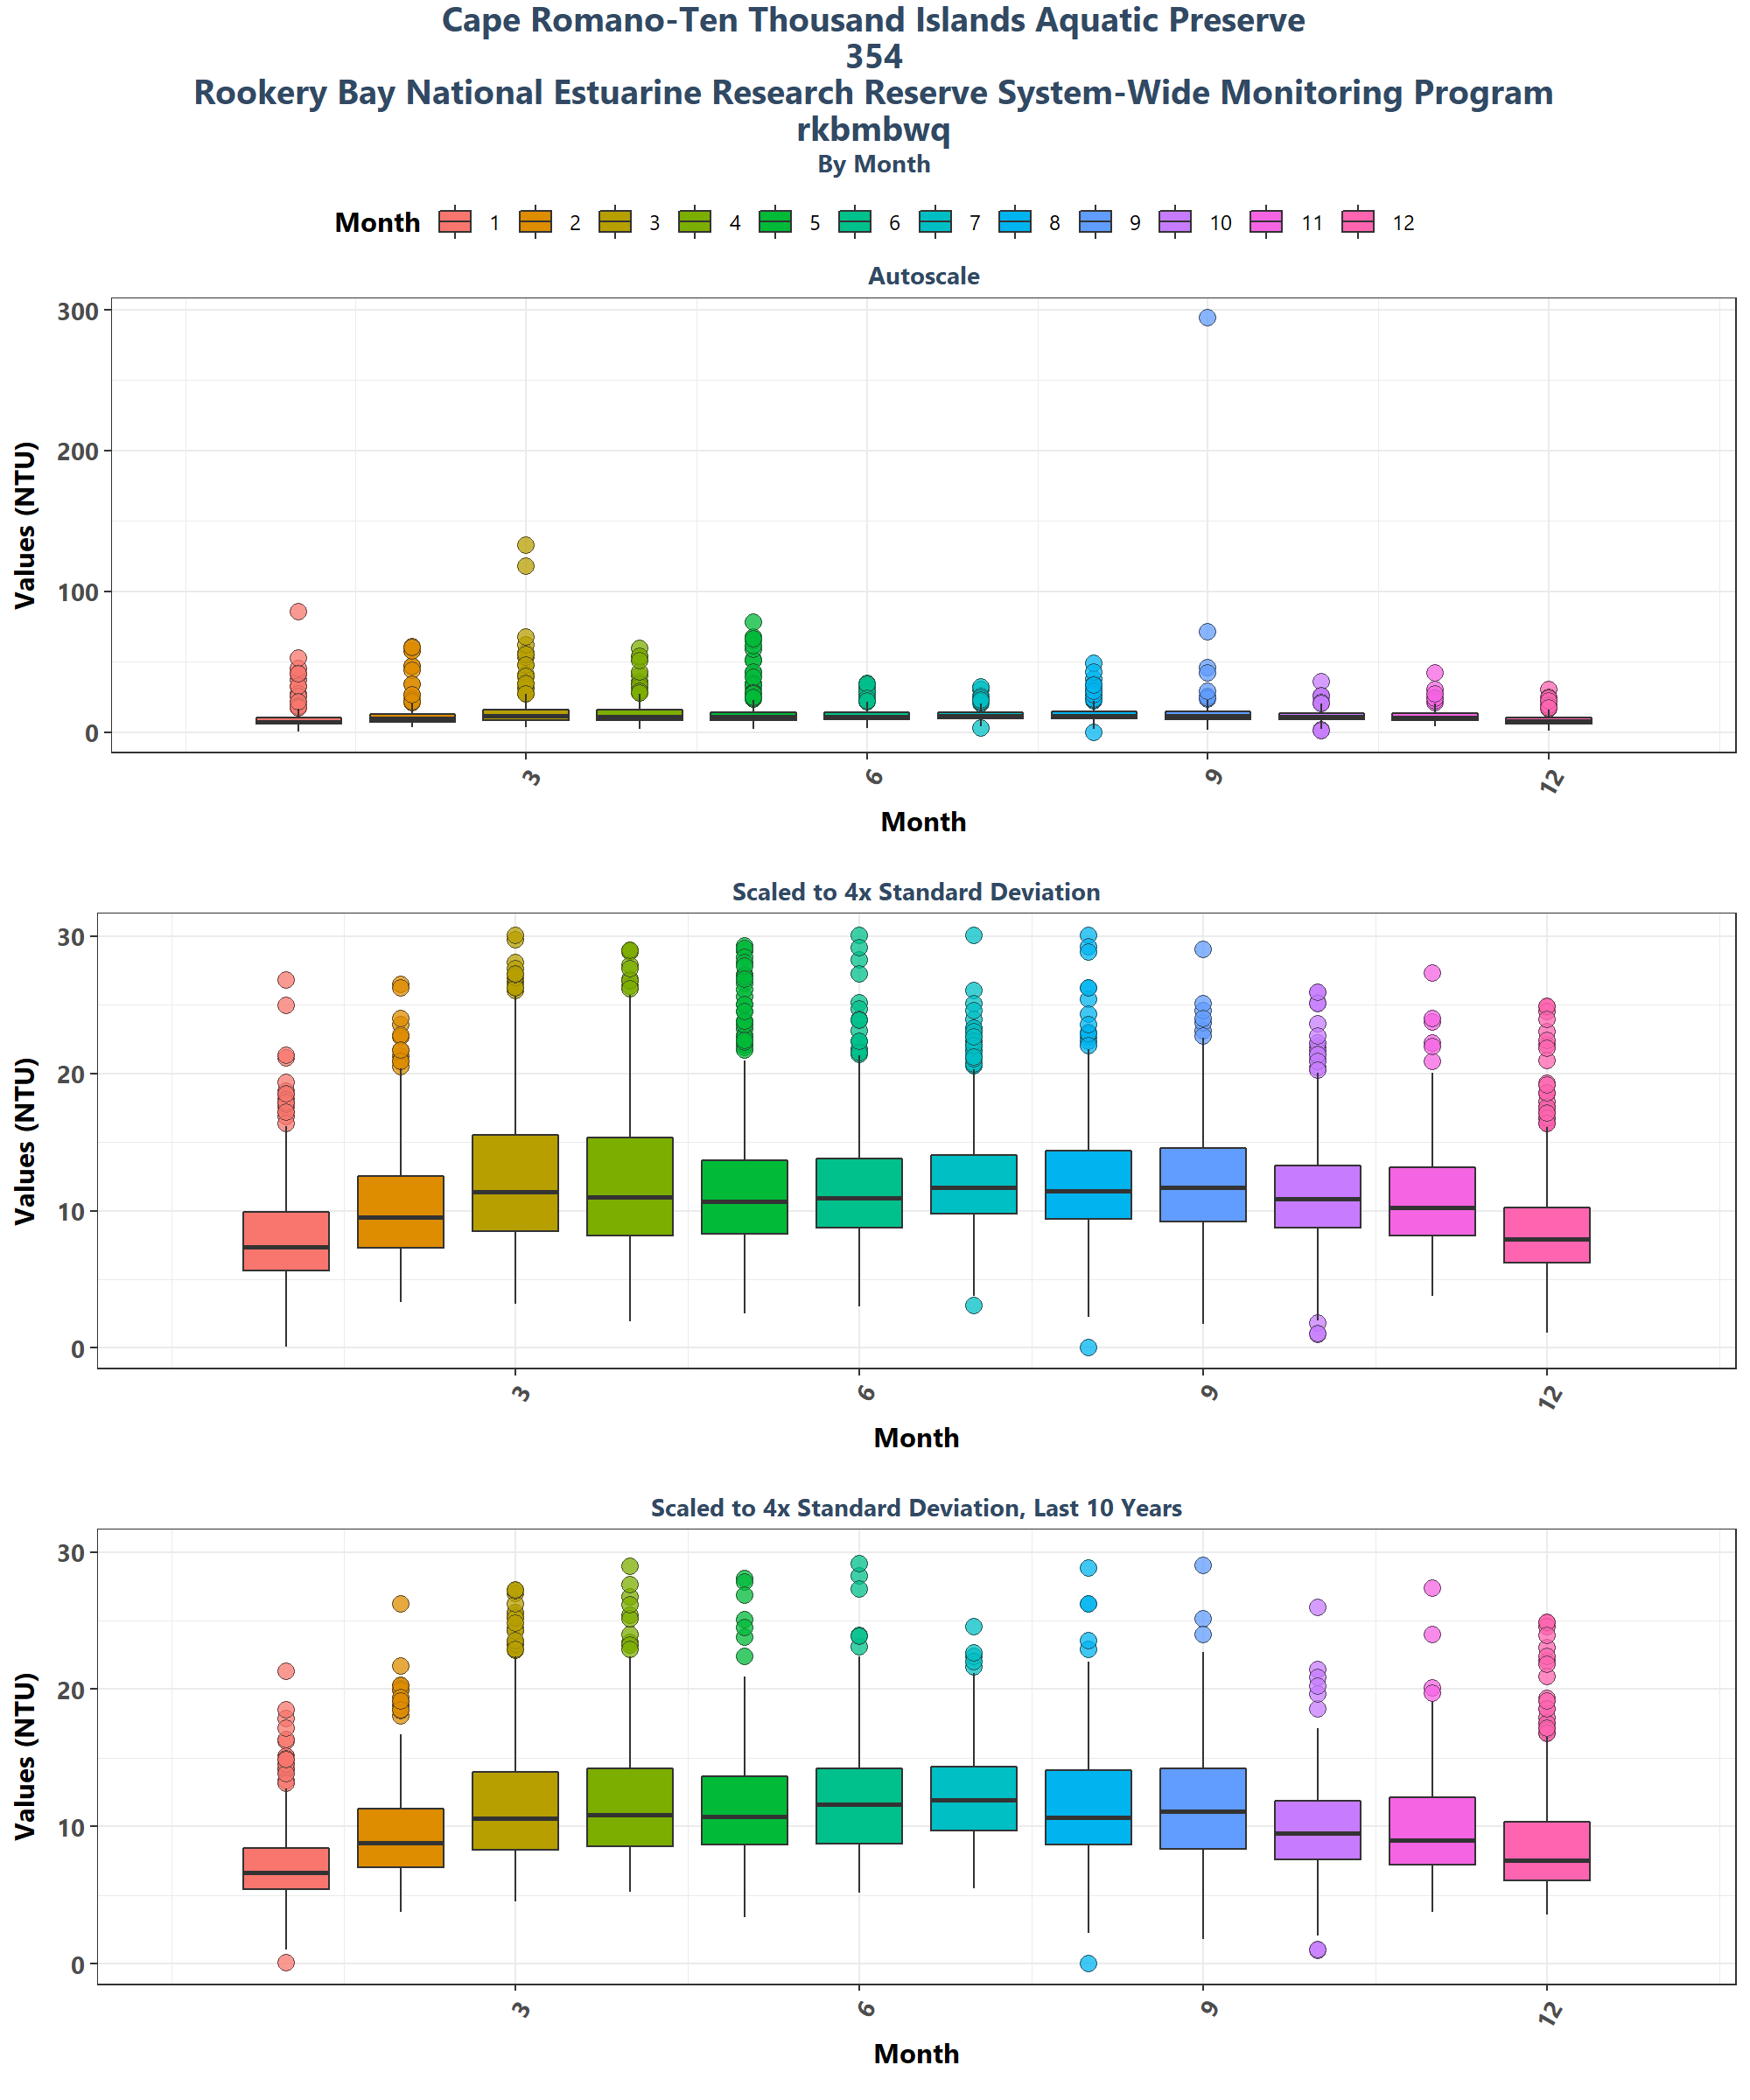 Cape Romano-Ten Thousand Islands Aquatic Preserve
354
Rookery Bay National Estuarine Research Reserve System-Wide Monitoring Program
rkbmbwq
By Month
Month 1 2 3 4 5 6 7 8 9 10 11 12
Autoscale
Values (NTU)
300
200
100
0
3 6 9 12
Month
Scaled to 4x Standard Deviation
Values (NTU)
30
20
10
0
3 6 9 12
Month
Scaled to 4x Standard Deviation, Last 10 Years
Values (NTU)
30
20
10
0
3 6 9 12
Month